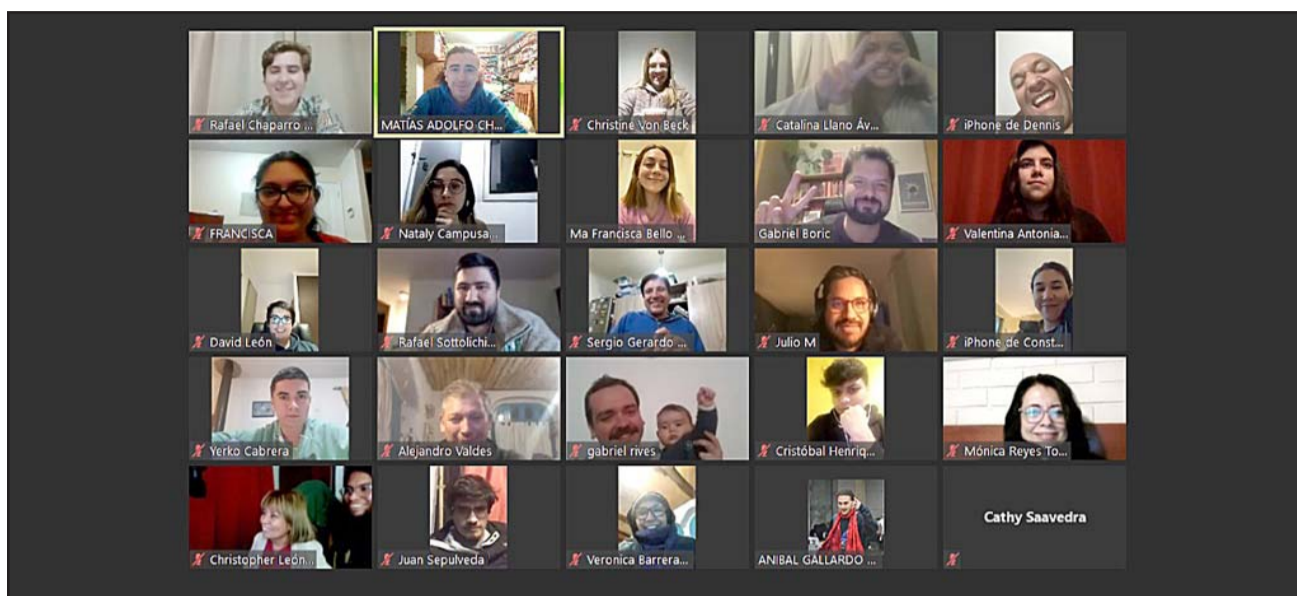 Rafael Chaparro ...
MATÍAS ADOLFO CH...
Christine Von Beck
Catalina Llano Áv...
iPhone de Dennis
FRANCISCA
Nataly Campusa...
Ma Francisca Bello ...
Gabriel Boric
Valentina Antonia...
David León
Rafael Sottolichi...
Sergio Gerardo ...
Julio M
iPhone de Const...
Yerko Cabrera
Alejandro Valdes
gabriel rives
Cristóbal Henriq...
Mónica Reyes To...
Christopher León...
Juan Sepulveda
Veronica Barrera...
ANIBAL GALLARDO ...
Cathy Saavedra